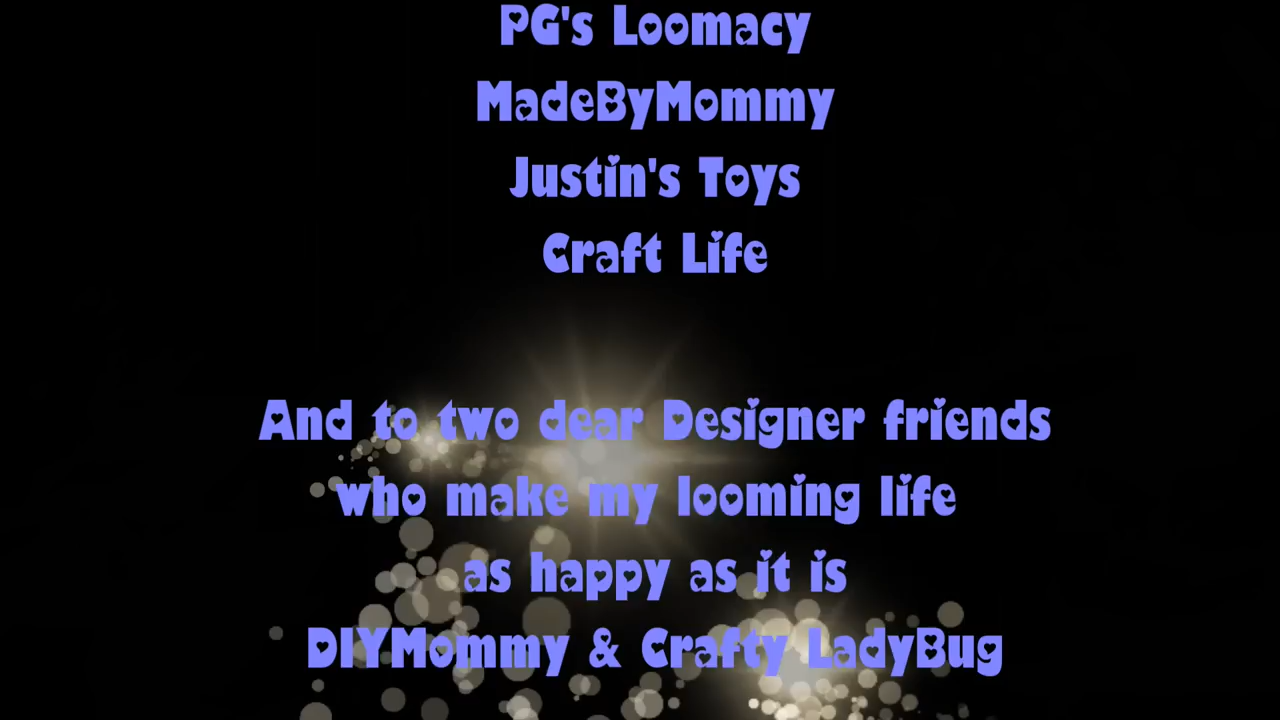 PG's Loomacy
MadeByMommy
Justin's Toys
Craft Life
And to two dear Designer friends
who make my looming life
as happy as it is
DIYMommy & Crafty LadyBug